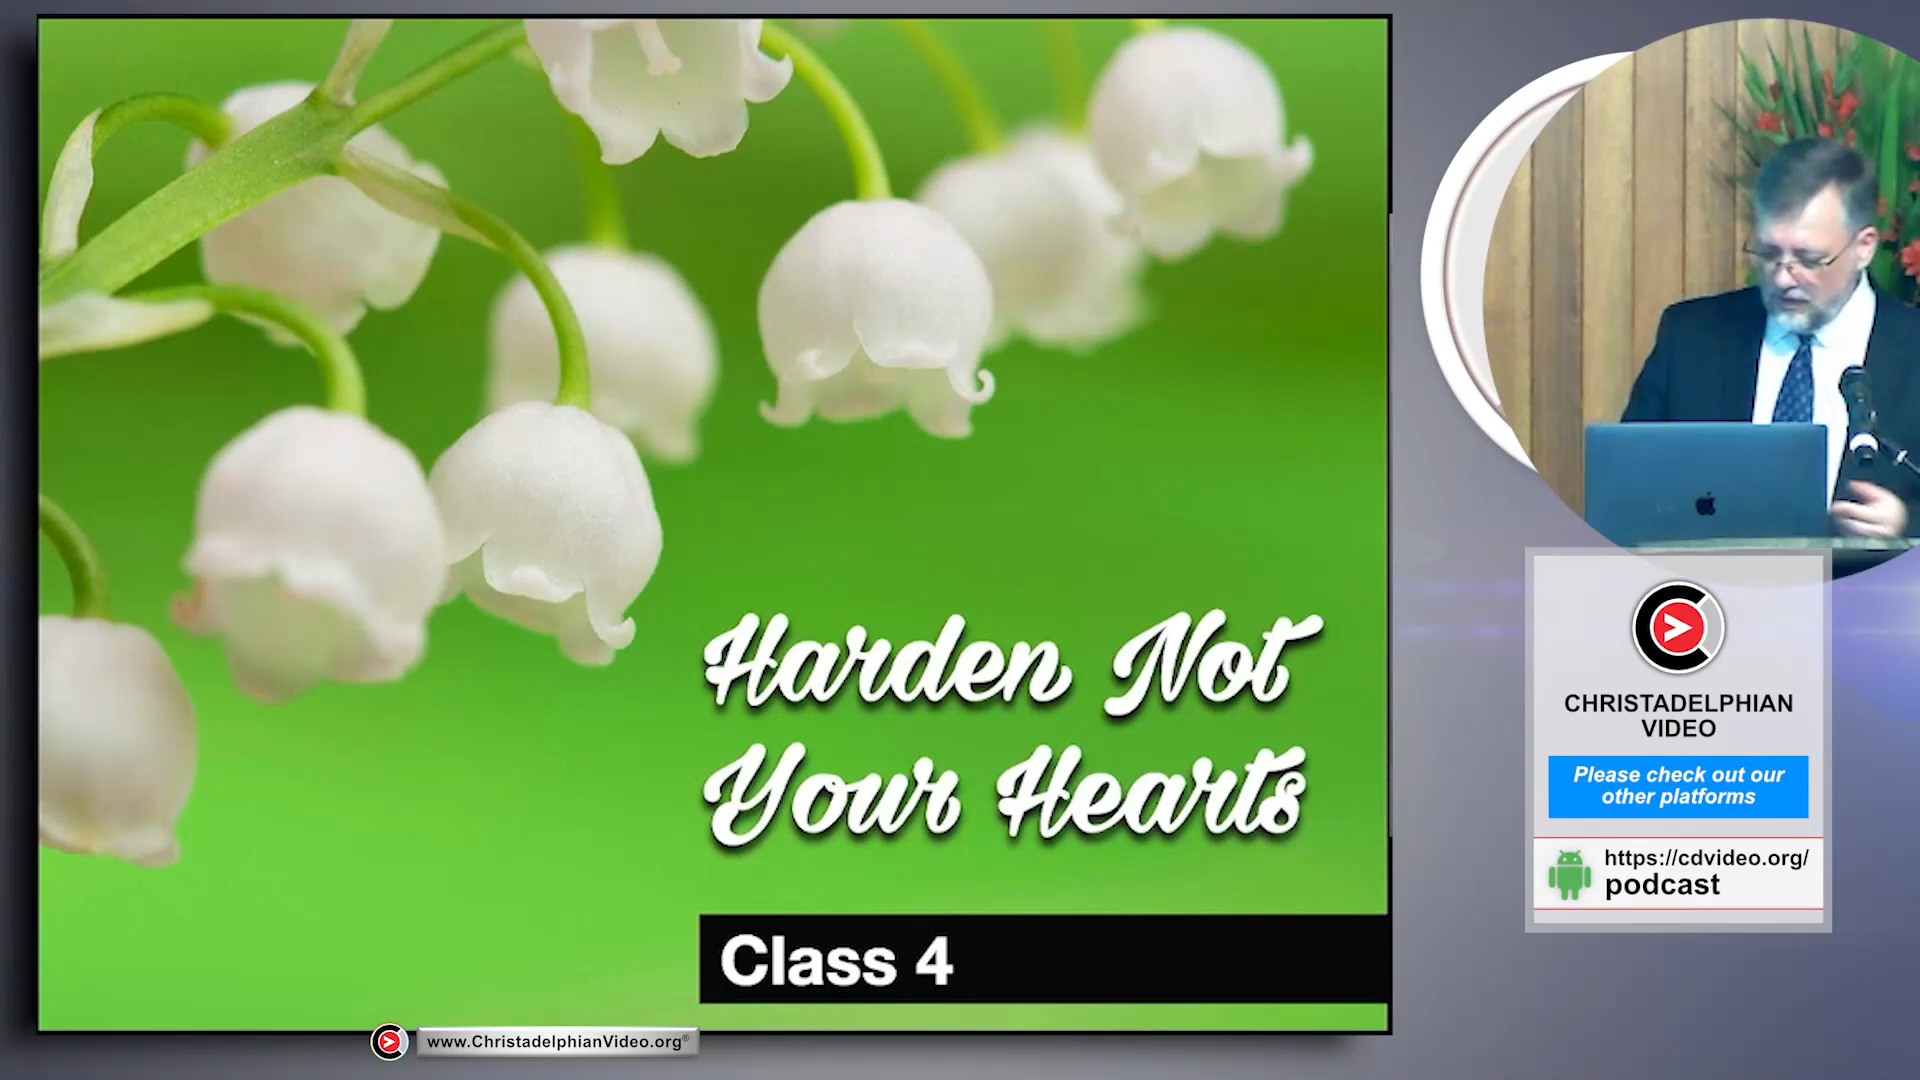 Harden Not
Your Hearts
Class 4
www.ChristadelphianVideo.org®
CHRISTADELPHIAN
VIDEO
Please check out our
other platforms
https://cdvideo.org/
podcast